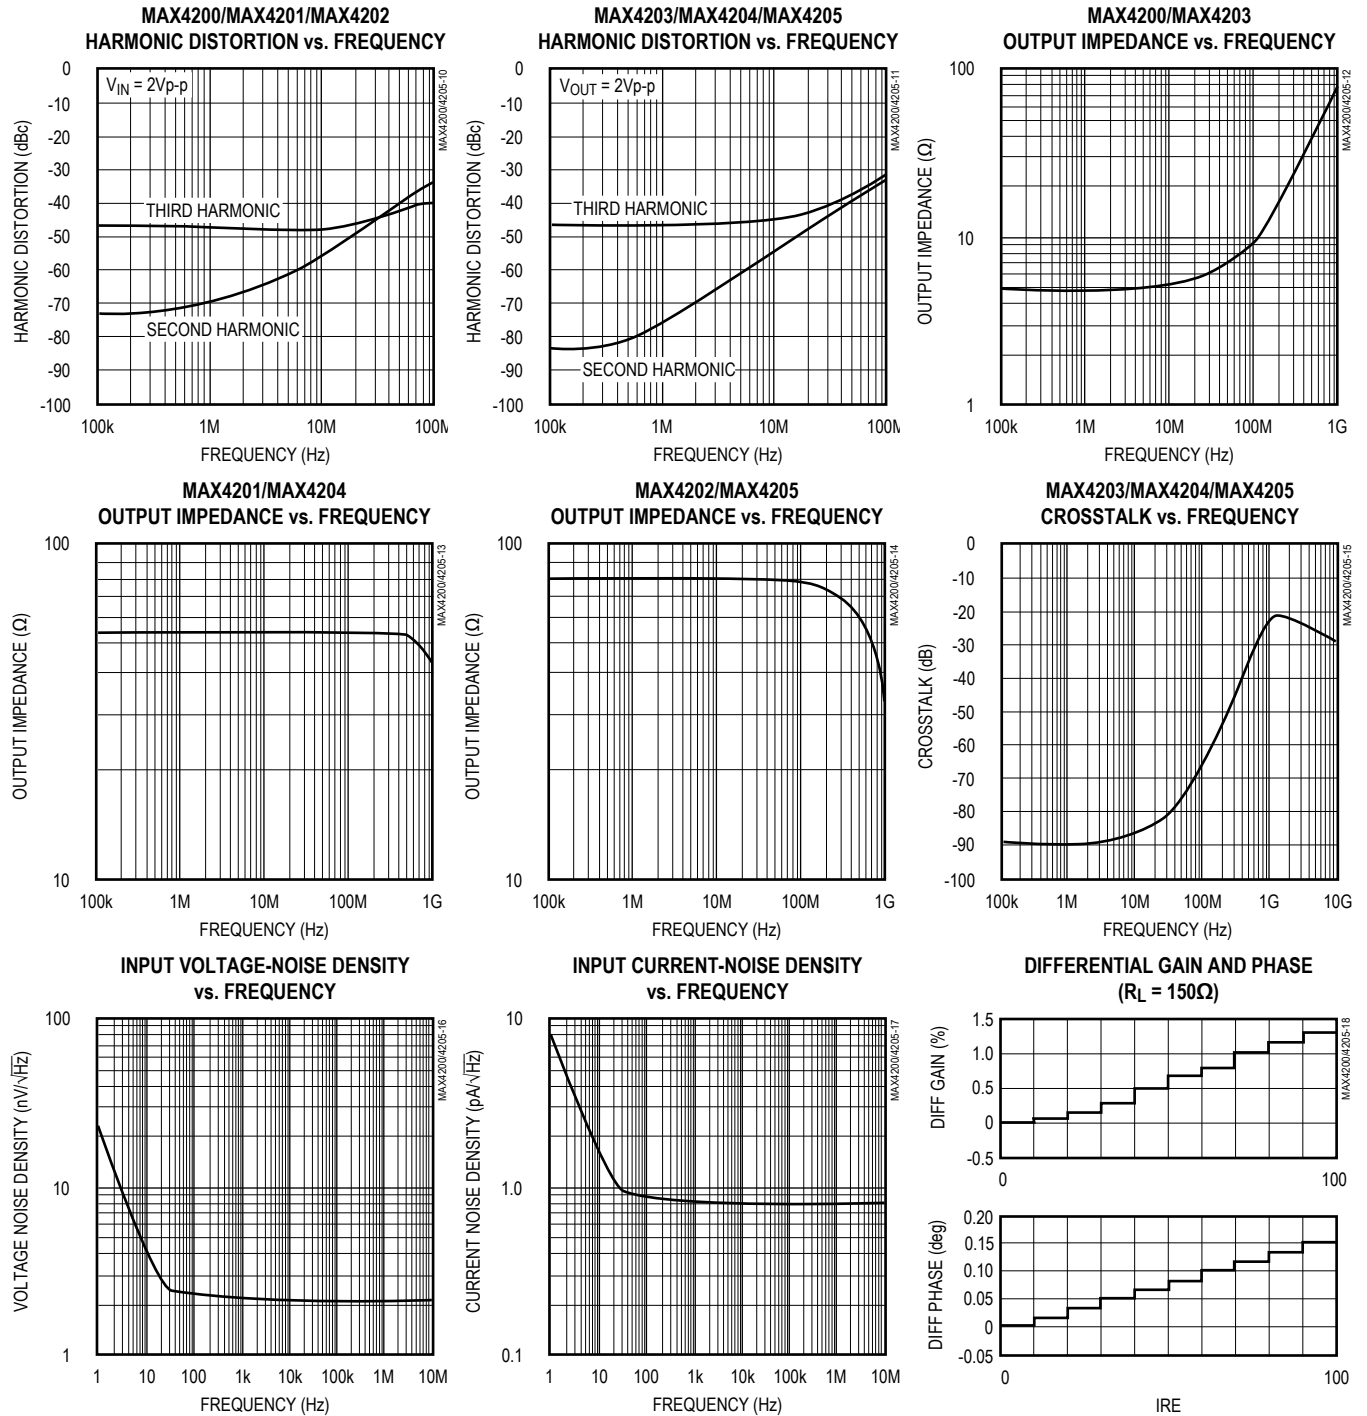 MAX4200/MAX4201/MAX4202
HARMONIC DISTORTION vs. FREQUENCY
MAX4200/4205-10
HARMONIC DISTORTION (dBc)
0
-10
-20
-30
-40
-50
-60
-70
-80
-90
-100
V_IN = 2Vp-p
THIRD HARMONIC
SECOND HARMONIC
100k 1M 10M 100M
FREQUENCY (Hz)
MAX4203/MAX4204/MAX4205
HARMONIC DISTORTION vs. FREQUENCY
MAX4200/4205-11
HARMONIC DISTORTION (dBc)
0
-10
-20
-30
-40
-50
-60
-70
-80
-90
-100
V_OUT = 2Vp-p
THIRD HARMONIC
SECOND HARMONIC
100k 1M 10M 100M
FREQUENCY (Hz)
MAX4200/MAX4203
OUTPUT IMPEDANCE vs. FREQUENCY
MAX4200/4205-12
OUTPUT IMPEDANCE (Ω)
100
10
1
100k 1M 10M 100M 1G
FREQUENCY (Hz)
MAX4201/MAX4204
OUTPUT IMPEDANCE vs. FREQUENCY
MAX4200/4205-13
OUTPUT IMPEDANCE (Ω)
100
10
100k 1M 10M 100M 1G
FREQUENCY (Hz)
MAX4202/MAX4205
OUTPUT IMPEDANCE vs. FREQUENCY
MAX4200/4205-14
OUTPUT IMPEDANCE (Ω)
100
10
100k 1M 10M 100M 1G
FREQUENCY (Hz)
MAX4203/MAX4204/MAX4205
CROSSTALK vs. FREQUENCY
MAX4200/4205-15
CROSSTALK (dB)
0
-10
-20
-30
-40
-50
-60
-70
-80
-90
-100
100k 1M 10M 100M 1G 10G
FREQUENCY (Hz)
INPUT VOLTAGE-NOISE DENSITY
vs. FREQUENCY
MAX4200/4205-16
VOLTAGE NOISE DENSITY (nV/√Hz)
100
10
1
1 10 100 1k 10k 100k 1M 10M
FREQUENCY (Hz)
INPUT CURRENT-NOISE DENSITY
vs. FREQUENCY
MAX4200/4205-17
CURRENT NOISE DENSITY (pA/√Hz)
10
1.0
0.1
1 10 100 1k 10k 100k 1M 10M
FREQUENCY (Hz)
DIFFERENTIAL GAIN AND PHASE
(R_L = 150Ω)
MAX4200/4205-18
DIFF GAIN (%)
1.5
1.0
0.5
0
-0.5
0 100
DIFF PHASE (deg)
0.20
0.15
0.10
0.05
0
-0.05
0 100
IRE